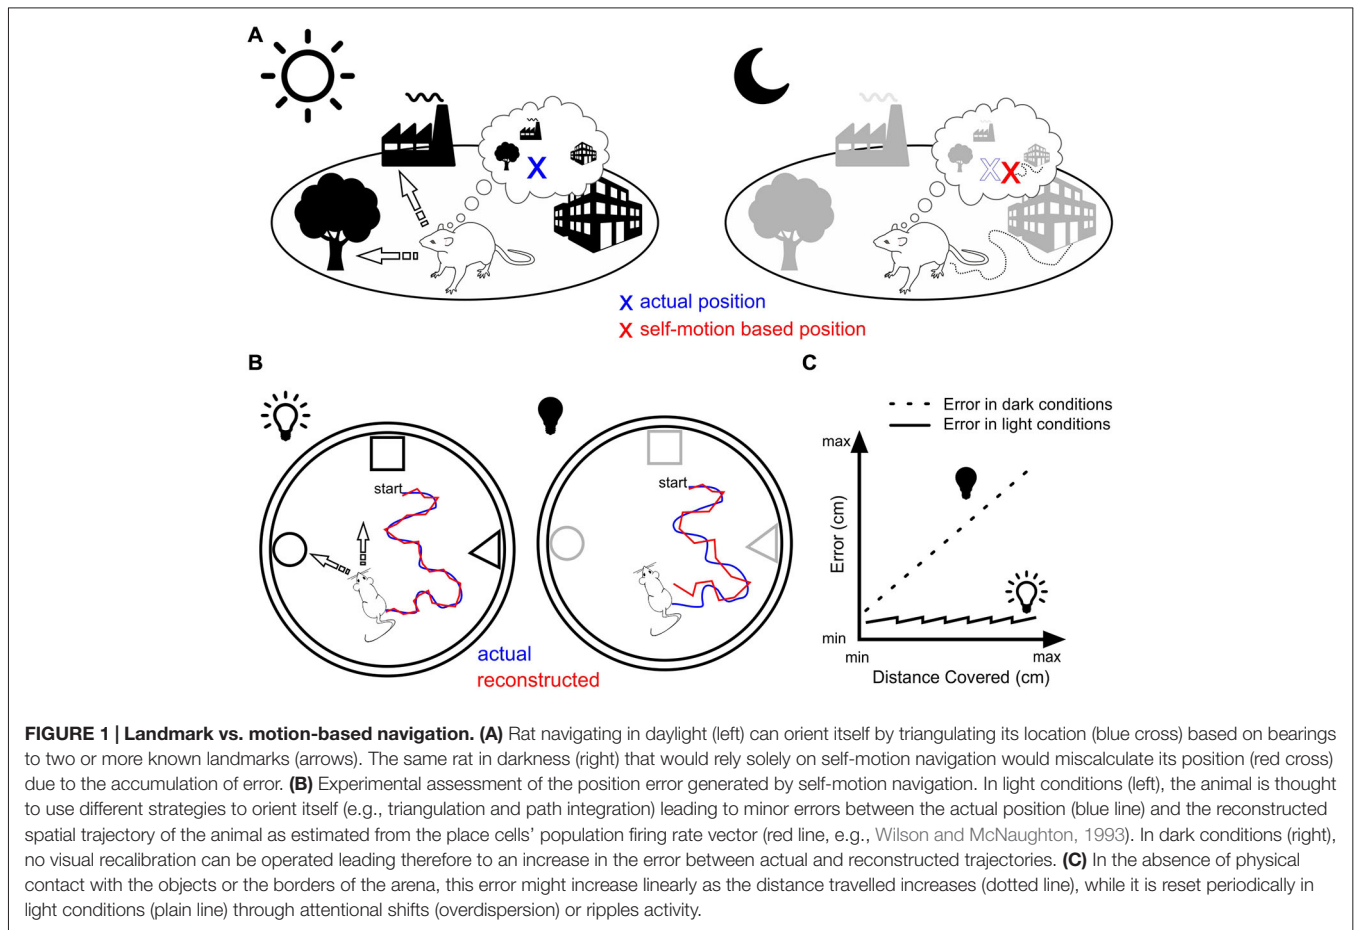 A
X
X X
X actual position
X self-motion based position
B
start
start
actual
reconstructed
C
Error in dark conditions
Error in light conditions
max
Error (cm)
min
min
max
Distance Covered (cm)
FIGURE 1 | Landmark vs. motion-based navigation. (A) Rat navigating in daylight (left) can orient itself by triangulating its location (blue cross) based on bearings
to two or more known landmarks (arrows). The same rat in darkness (right) that would rely solely on self-motion navigation would miscalculate its position (red cross)
due to the accumulation of error. (B) Experimental assessment of the position error generated by self-motion navigation. In light conditions (left), the animal is thought
to use different strategies to orient itself (e.g., triangulation and path integration) leading to minor errors between the actual position (blue line) and the reconstructed
spatial trajectory of the animal as estimated from the place cells' population firing rate vector (red line, e.g., Wilson and McNaughton, 1993). In dark conditions (right),
no visual recalibration can be operated leading therefore to an increase in the error between actual and reconstructed trajectories. (C) In the absence of physical
contact with the objects or the borders of the arena, this error might increase linearly as the distance travelled increases (dotted line), while it is reset periodically in
light conditions (plain line) through attentional shifts (overdispersion) or ripples activity.